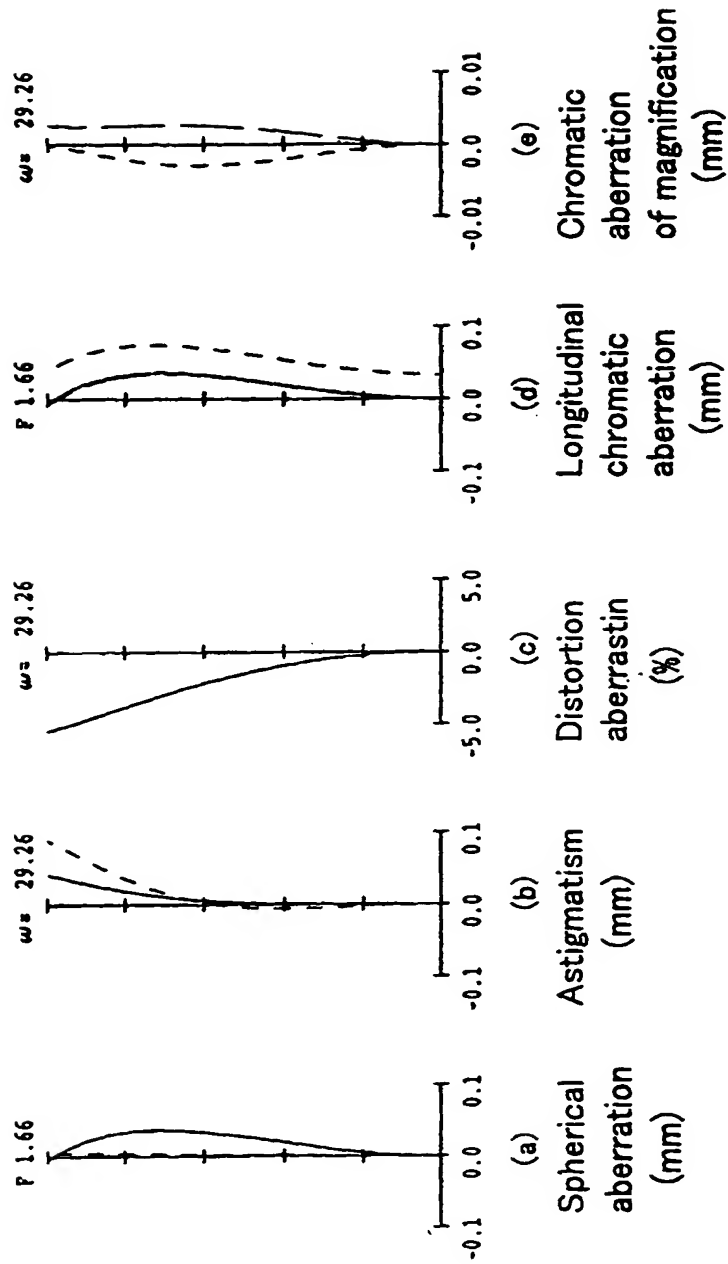 F 1.66
-0.1 0.0 0.1
(a)
Spherical
aberration
(mm)
ω= 29.26
-0.1 0.0 0.1
(b)
Astigmatism
(mm)
ω= 29.26
-5.0 0.0 5.0
(c)
Distortion
aberrastin
(%)
F 1.66
-0.1 0.0 0.1
(d)
Longitudinal
chromatic
aberration
(mm)
ω= 29.26
-0.01 0.0 0.01
(e)
Chromatic
aberration
of magnification
(mm)